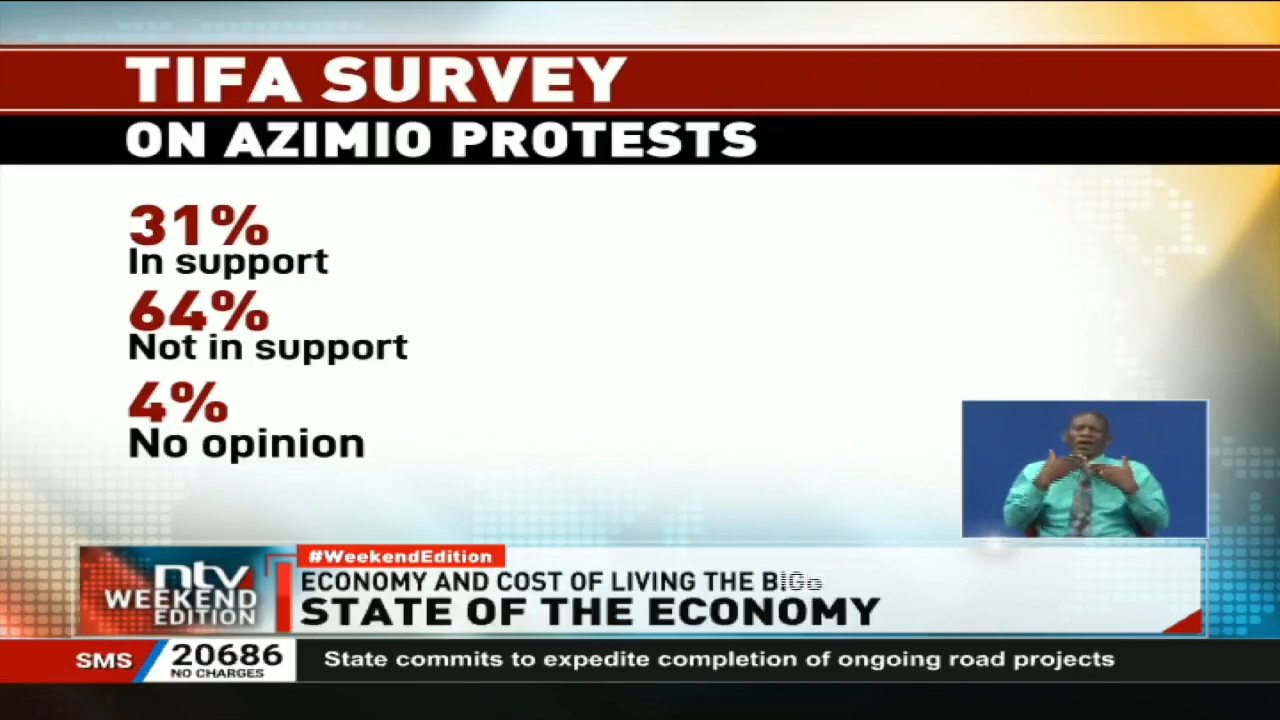 TIFA SURVEY
ON AZIMIO PROTESTS
31%
In support
64%
Not in support
4%
No opinion
#WeekendEdition
ntv
WEEKEND
EDITION
ECONOMY AND COST OF LIVING THE
STATE OF THE ECONOMY
SMS 20686
NO CHARGES
State commits to expedite completion of ongoing road projects